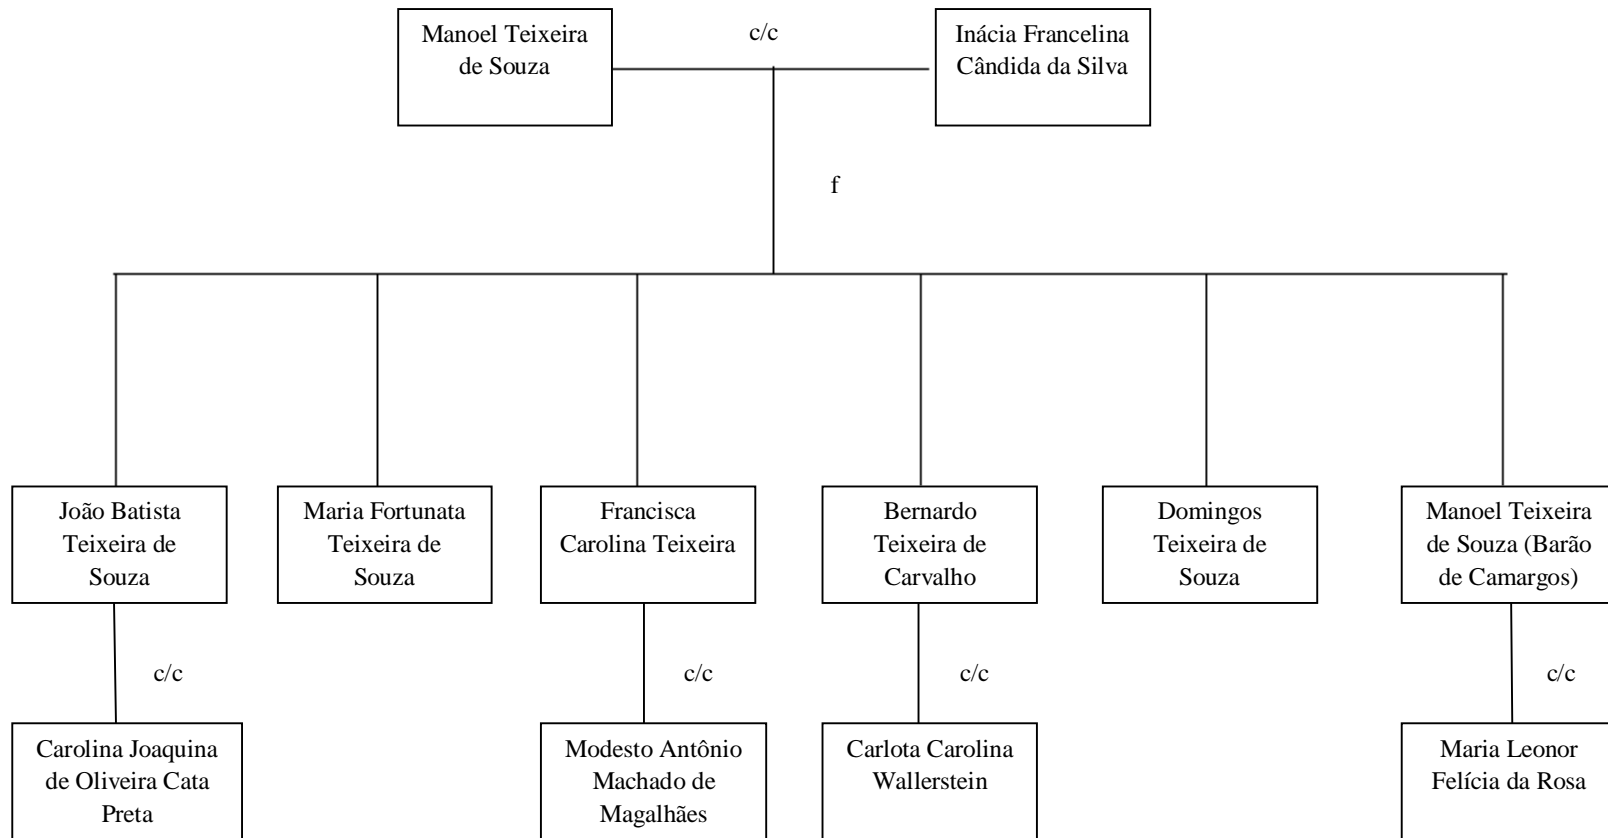 Manoel Teixeira
de Souza
c/c
Inácia Francelina
Cândida da Silva
f
João Batista
Teixeira de
Souza
Maria Fortunata
Teixeira de
Souza
Francisca
Carolina Teixeira
Bernardo
Teixeira de
Carvalho
Domingos
Teixeira de
Souza
Manoel Teixeira
de Souza (Barão
de Camargos)
c/c
c/c
c/c
c/c
Carolina Joaquina
de Oliveira Cata
Preta
Modesto Antônio
Machado de
Magalhães
Carlota Carolina
Wallerstein
Maria Leonor
Felícia da Rosa